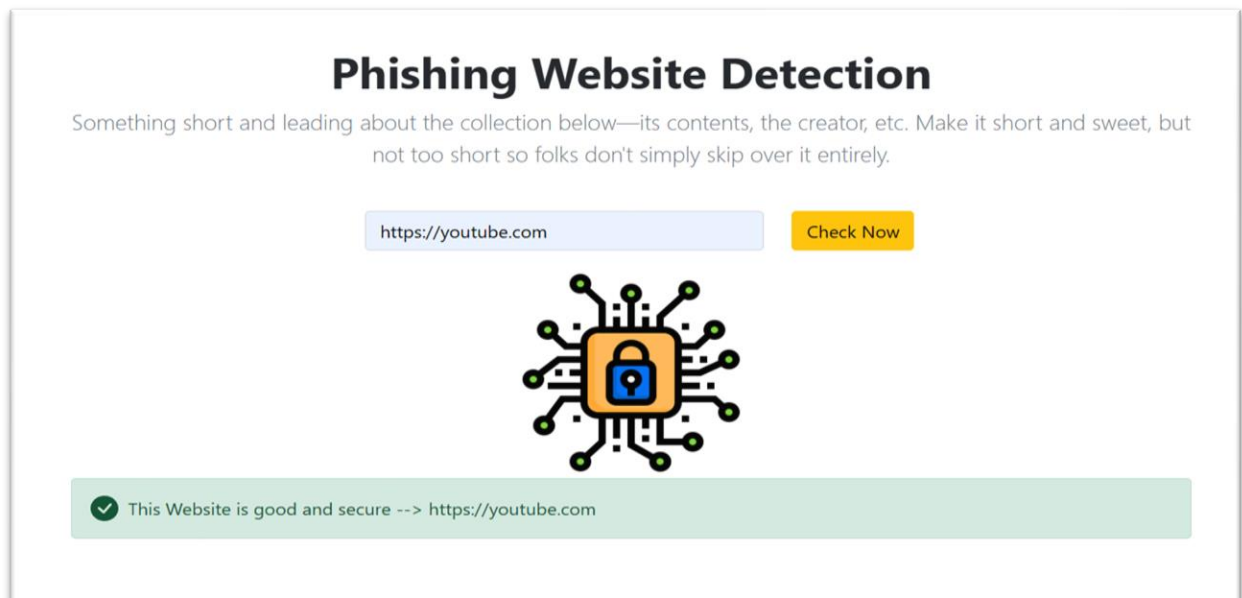 Phishing Website Detection
Something short and leading about the collection below—its contents, the creator, etc. Make it short and sweet, but
not too short so folks don't simply skip over it entirely.
https://youtube.com
Check Now
This Website is good and secure --> https://youtube.com